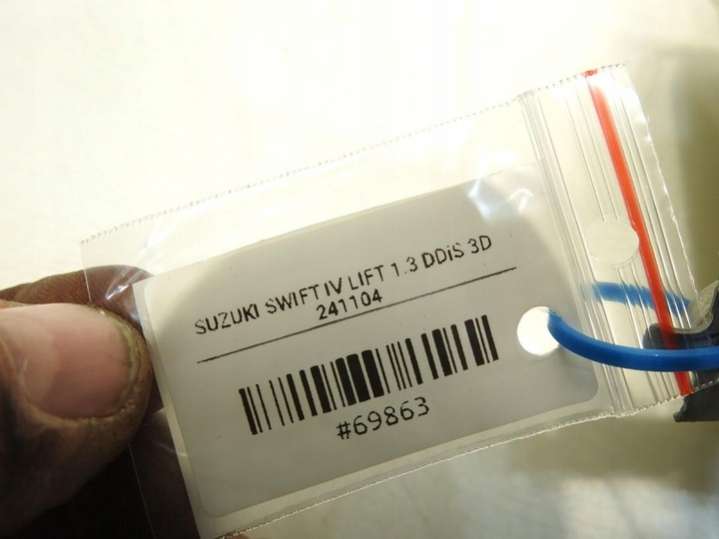 SUZUKI SWIFT IV LIFT 1.3 DDiS 3D
241104
#69863